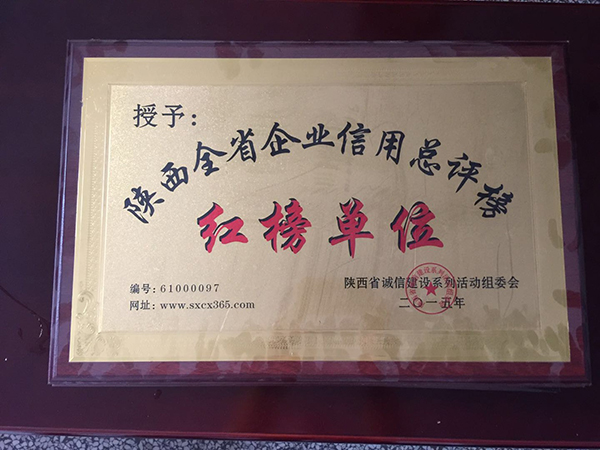 授予：
陕西全省企业信用总评榜
红榜单位
编号：61000097
陕西省诚信建设系列活动组委会
网址：www.sxcx365.com
二〇一五年